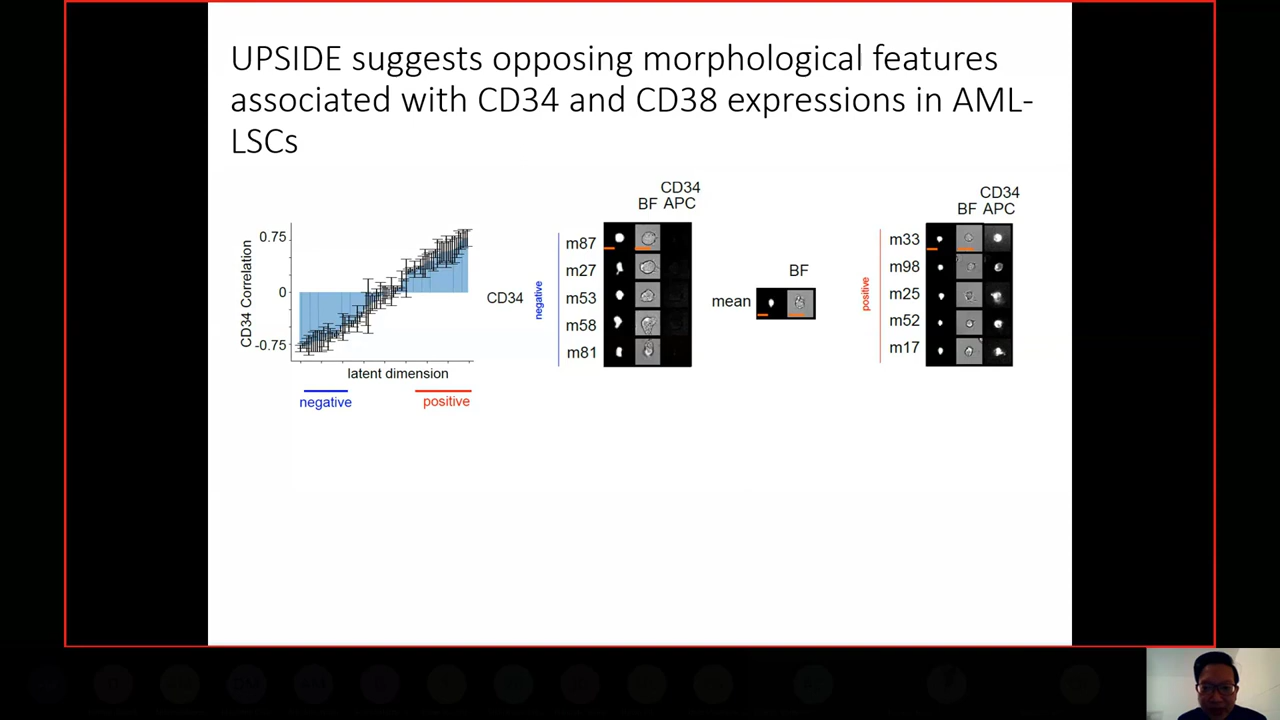 UPSIDE suggests opposing morphological features
associated with CD34 and CD38 expressions in AML-
LSCs
CD34 Correlation
0.75
0
-0.75
latent dimension
negative
positive
CD34
negative
CD34
BF APC
m87
m27
m53
m58
m81
BF
mean
positive
CD34
BF APC
m33
m98
m25
m52
m17